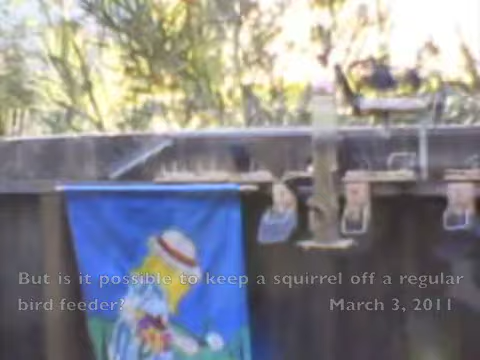 But is it possible to keep a squirrel off a regular
bird feeder? March 3, 2011